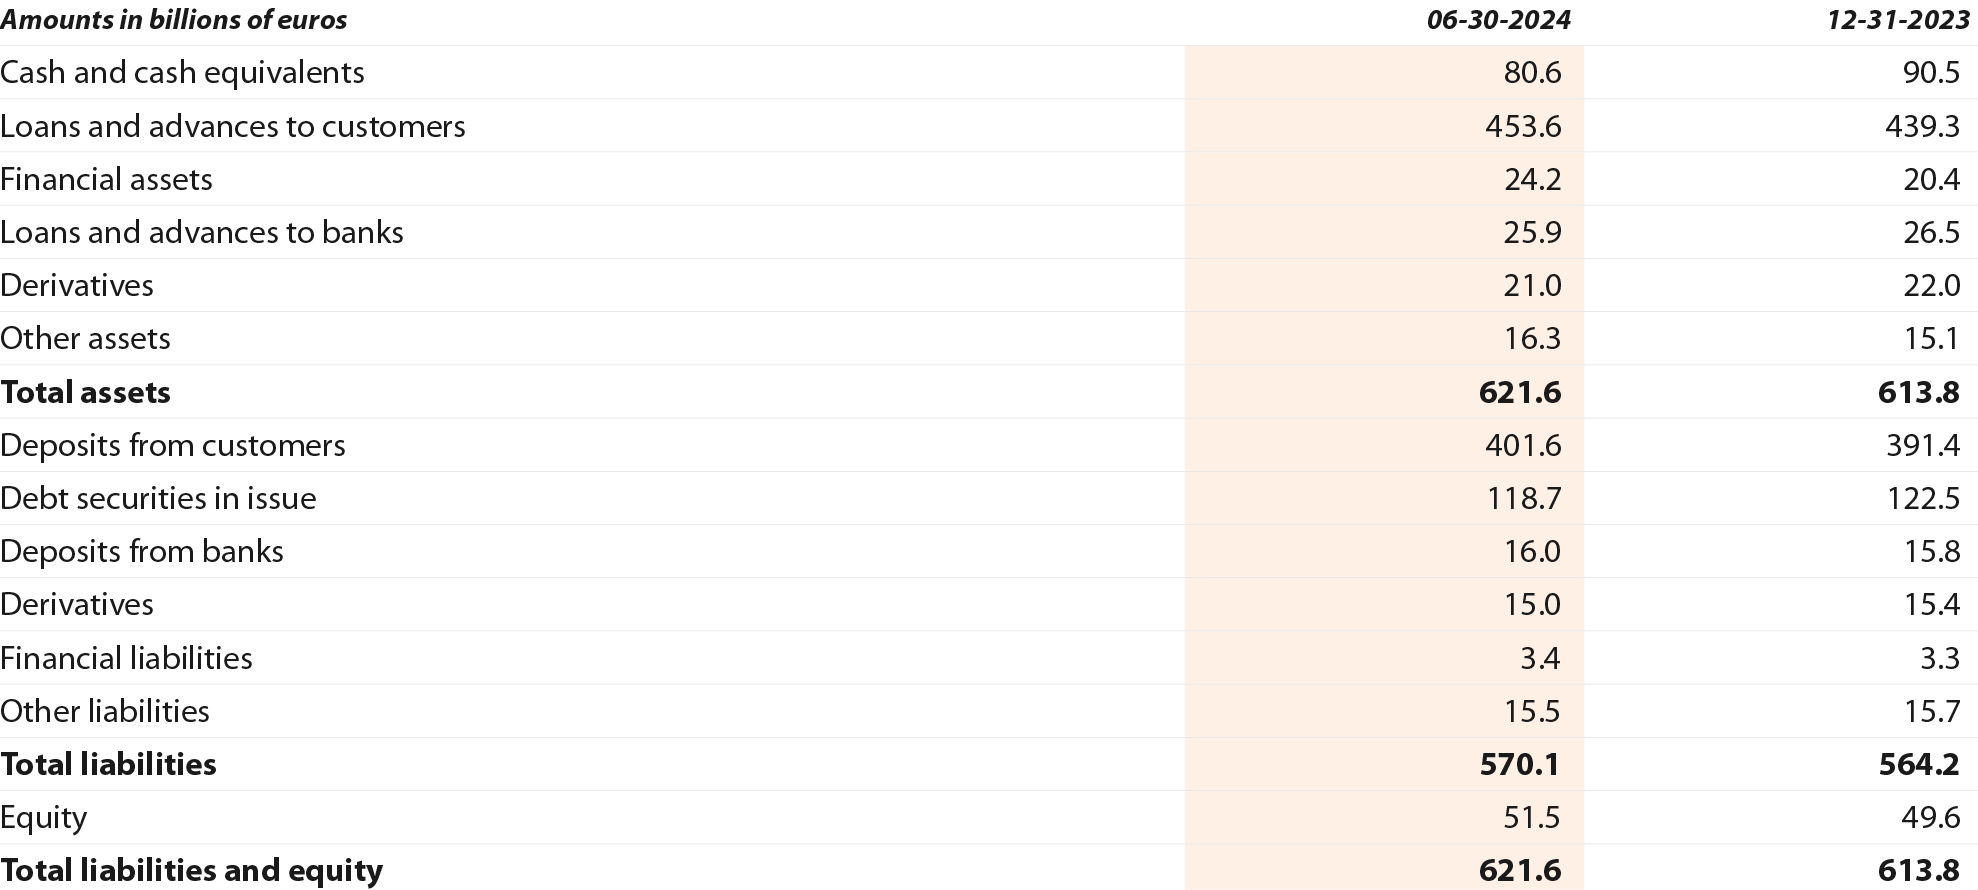 Amounts in billions of euros 06-30-2024 12-31-2023
Cash and cash equivalents 80.6 90.5
Loans and advances to customers 453.6 439.3
Financial assets 24.2 20.4
Loans and advances to banks 25.9 26.5
Derivatives 21.0 22.0
Other assets 16.3 15.1
Total assets 621.6 613.8
Deposits from customers 401.6 391.4
Debt securities in issue 118.7 122.5
Deposits from banks 16.0 15.8
Derivatives 15.0 15.4
Financial liabilities 3.4 3.3
Other liabilities 15.5 15.7
Total liabilities 570.1 564.2
Equity 51.5 49.6
Total liabilities and equity 621.6 613.8